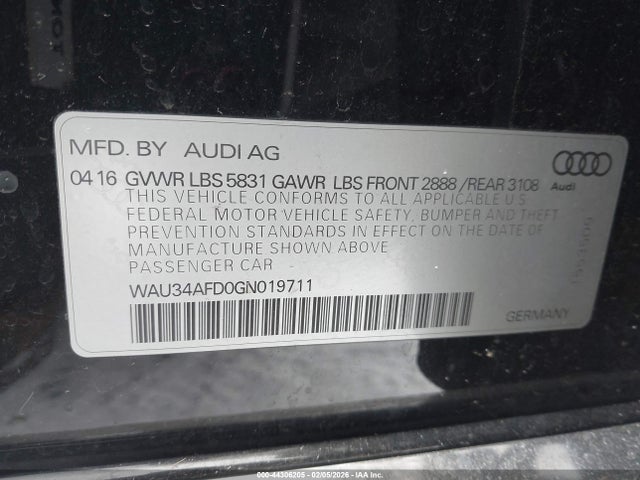 MFD. BY AUDI AG
04 16 GVWR LBS 5831 GAWR LBS FRONT 2888 /REAR 3108
THIS VEHICLE CONFORMS TO ALL APPLICABLE U S
FEDERAL MOTOR VEHICLE SAFETY, BUMPER AND THEFT
PREVENTION STANDARDS IN EFFECT ON THE DATE OF
MANUFACTURE SHOWN ABOVE
PASSENGER CAR
WAU34AFD0GN019711
Audi
GERMANY
000-44306205 - 02/05/2026 - IAA Inc.